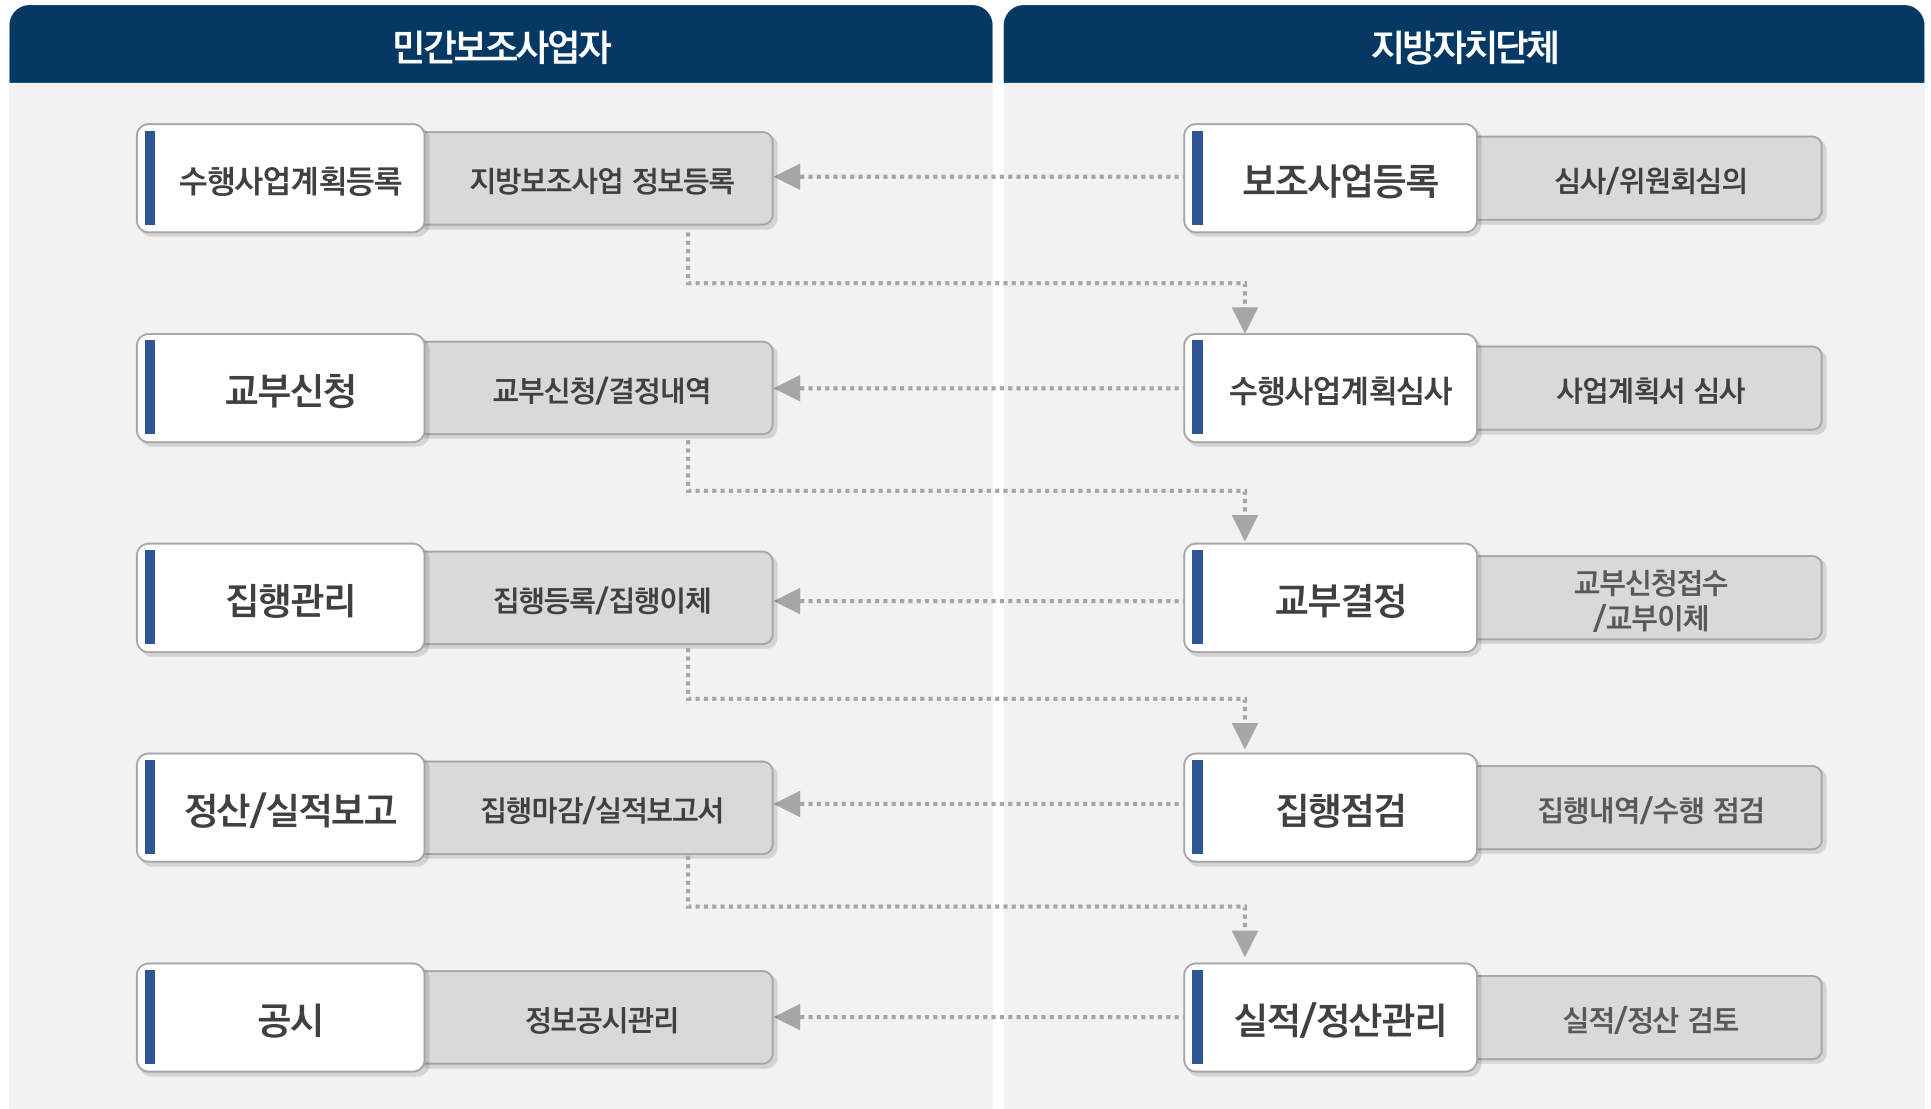 민간보조사업자
지방자치단체
수행사업계획등록
지방보조사업 정보등록
보조사업등록
심사/위원회심의
교부신청
교부신청/결정내역
수행사업계획심사
사업계획서 심사
집행관리
집행등록/집행이체
교부결정
교부신청접수
/교부이체
정산/실적보고
집행마감/실적보고서
집행점검
집행내역/수행 점검
공시
정보공시관리
실적/정산관리
실적/정산 검토